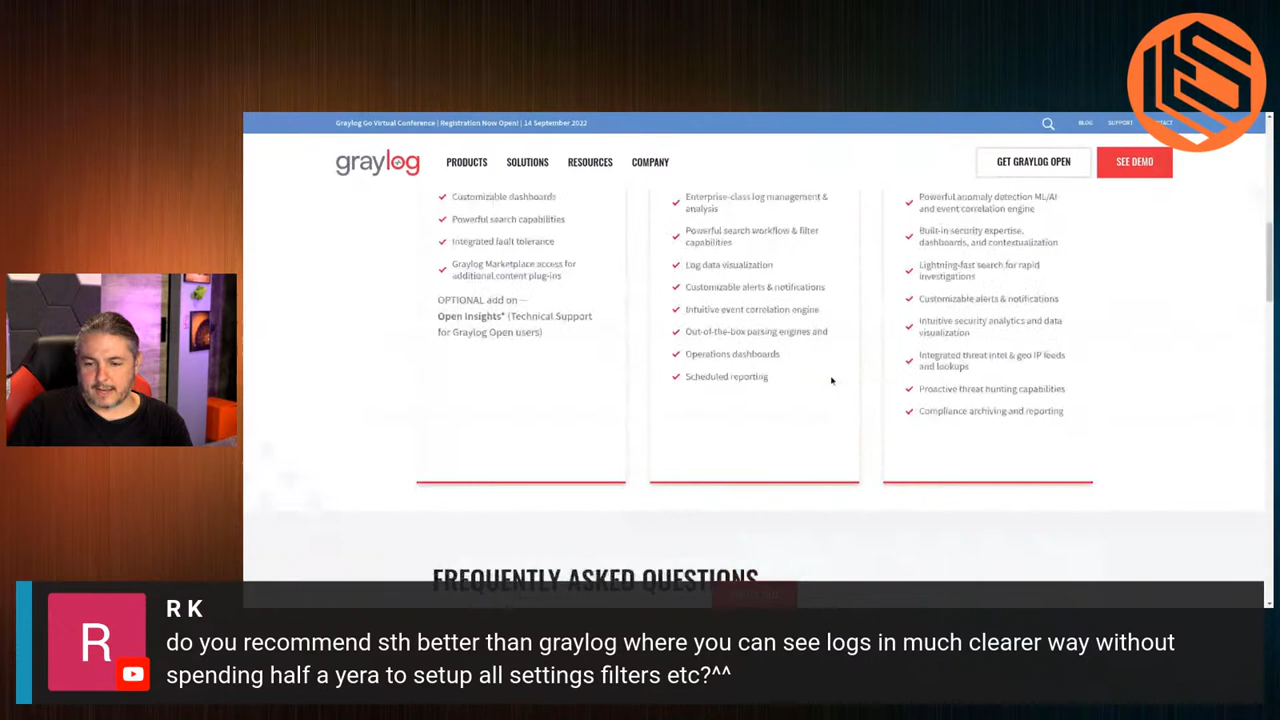 Graylog Go Virtual Conference | Registration Now Open! | 14 September 2022
BLOG
SUPPORT
graylog
PRODUCTS
SOLUTIONS
RESOURCES
COMPANY
GET GRAYLOG OPEN
SEE DEMO
Customizable dashboards
Powerful search capabilities
Integrated fault tolerance
Graylog Marketplace access for
additional content plug-ins
OPTIONAL add on —
Open Insights* (Technical Support
for Graylog Open users)
Enterprise-class log management &
analysis
Powerful search workflow & filter
capabilities
Log data visualization
Customizable alerts & notifications
Intuitive event correlation engine
Out-of-the-box parsing engines and
Operations dashboards
Scheduled reporting
Powerful anomaly detection ML/AI
and event correlation engine
Built-in security expertise,
dashboards, and contextualization
Lightning-fast search for rapid
investigations
Customizable alerts & notifications
Intuitive security analytics and data
visualization
Integrated threat intel & geo IP feeds
and lookups
Proactive threat hunting capabilities
Compliance archiving and reporting
FREQUENTLY ASKED QUESTIONS
R
R K
do you recommend sth better than graylog where you can see logs in much clearer way without
spending half a yera to setup all settings filters etc?^^